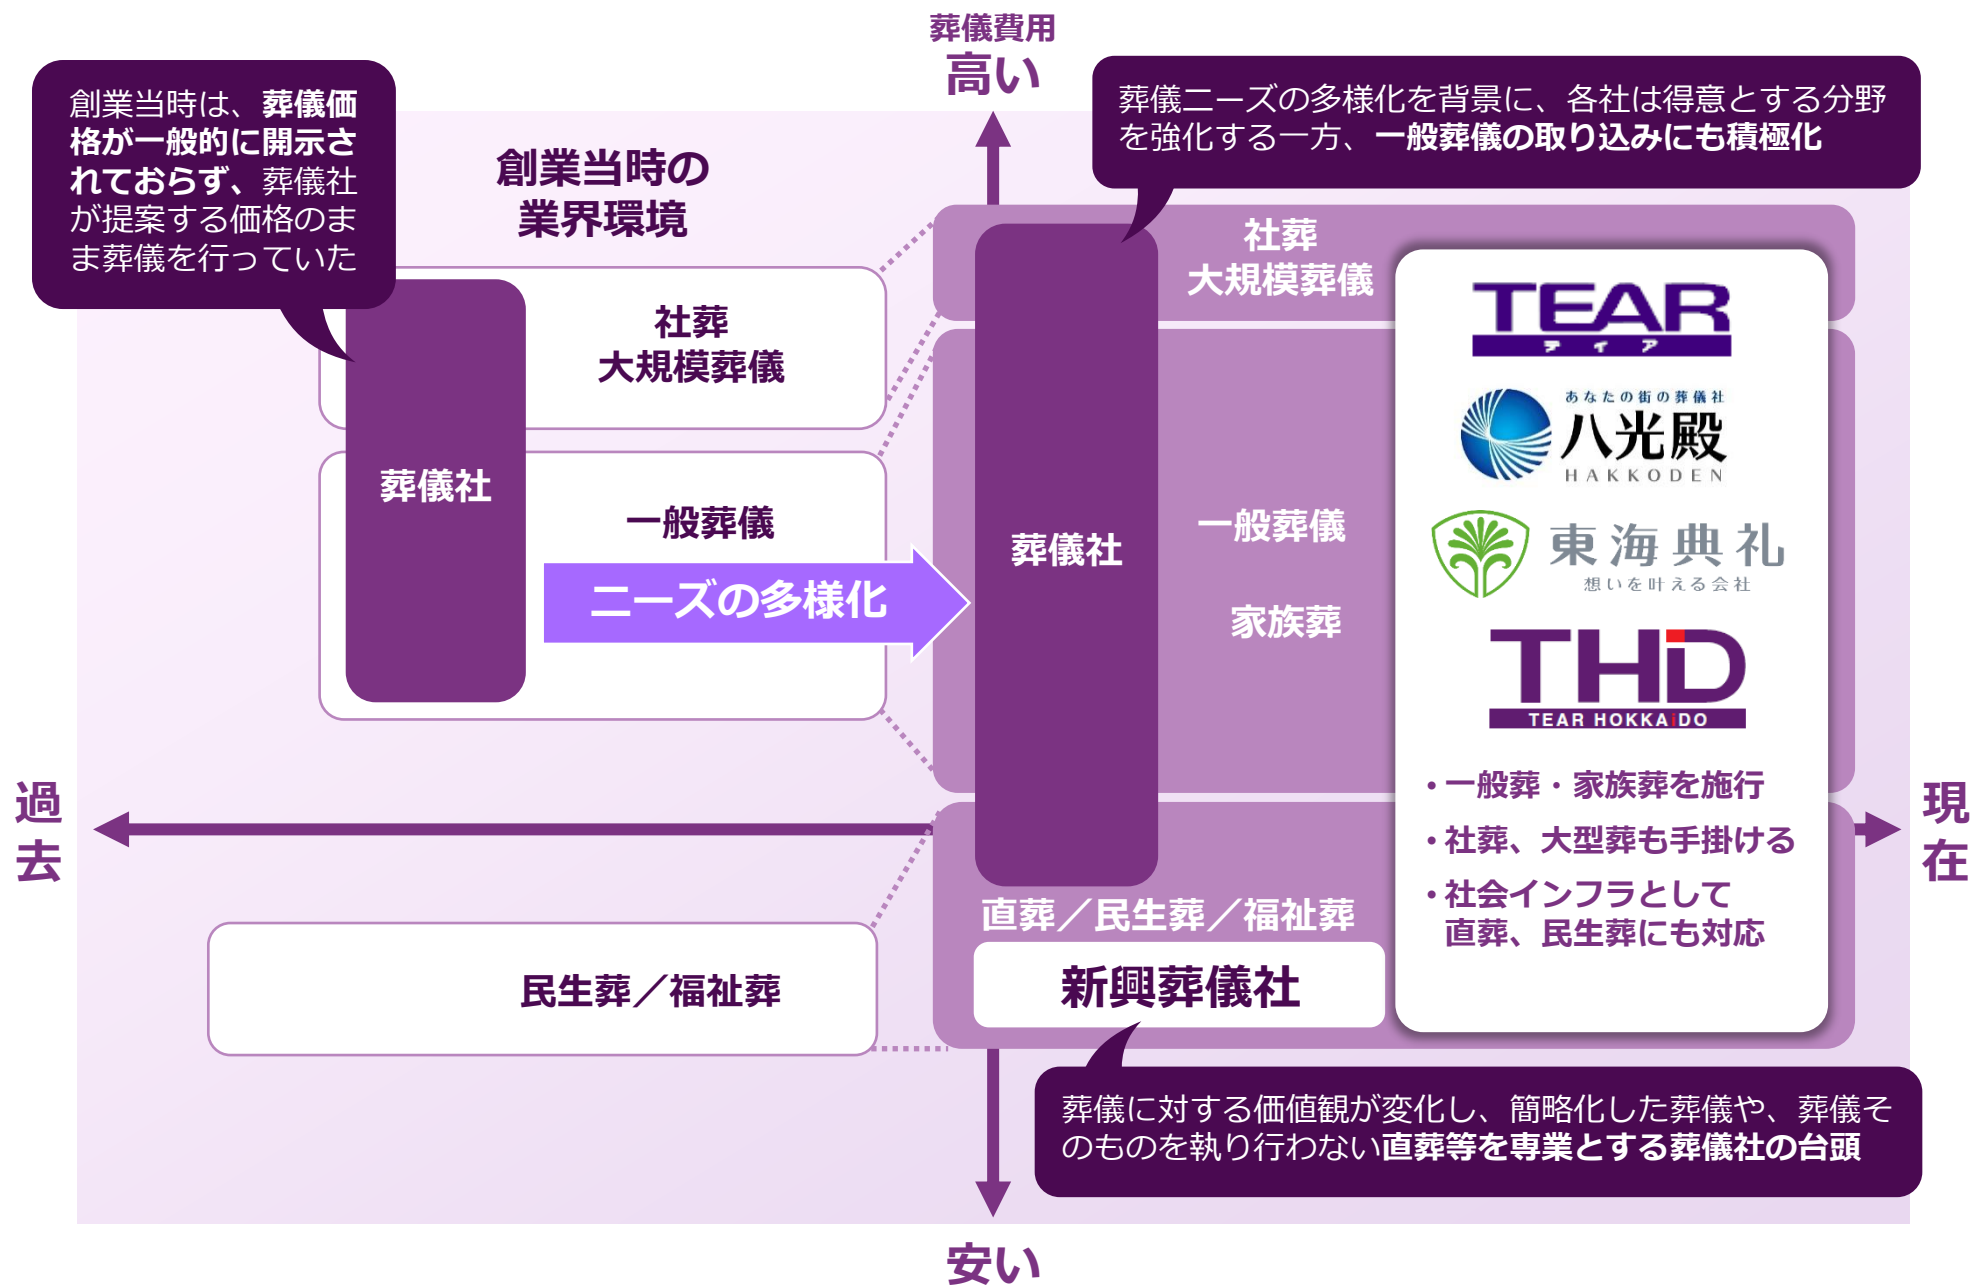 葬儀費用
高い
創業当時は、葬儀価
格が一般的に開示さ
れておらず、葬儀社
が提案する価格のま
ま葬儀を行っていた
創業当時の
業界環境
葬儀ニーズの多様化を背景に、各社は得意とする分野
を強化する一方、一般葬儀の取り込みにも積極化
社葬
大規模葬儀
葬儀社
一般葬儀
ニーズの多様化
民生葬／福祉葬
社葬
大規模葬儀
葬儀社
一般葬儀
家族葬
直葬／民生葬／福祉葬
新興葬儀社
TEAR
ティア
あなたの街の葬儀社
八光殿
HAKKODEN
東海典礼
想いを叶える会社
THD
TEAR HOKKAiDO
・一般葬・家族葬を施行
・社葬、大型葬も手掛ける
・社会インフラとして
直葬、民生葬にも対応
過去
現在
葬儀に対する価値観が変化し、簡略化した葬儀や、葬儀そ
のものを執り行わない直葬等を専業とする葬儀社の台頭
安い